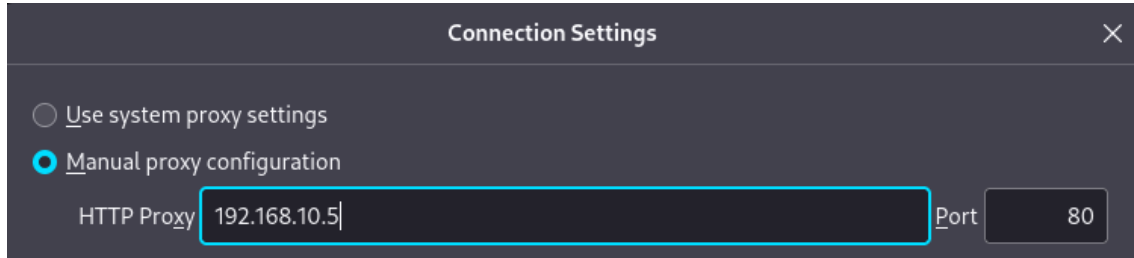 Connection Settings
Use system proxy settings
Manual proxy configuration
HTTP Proxy 192.168.10.5 Port 80